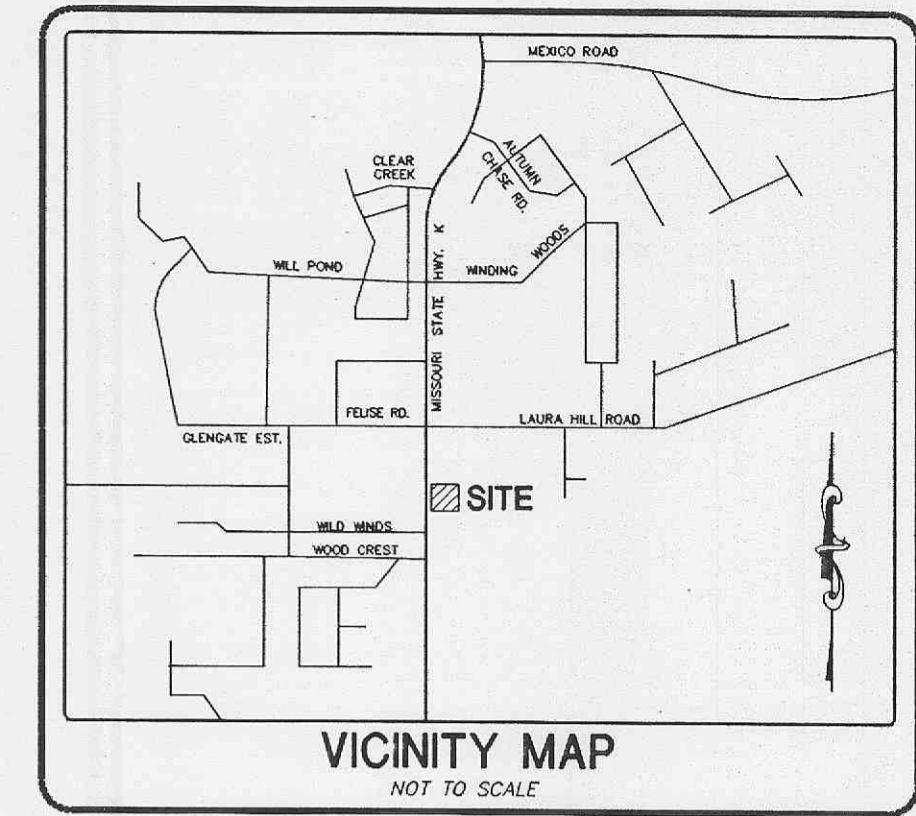 MEXICO ROAD
CLEAR
CREEK
AUTUMN
CHASE RD.
WILL POND
WINDING
WOODS
MISSOURI STATE HWY. K
FELISE RD.
LAURA HILL ROAD
GLENGATE EST.
SITE
WILD WINDS
WOOD CREST
VICINITY MAP
NOT TO SCALE